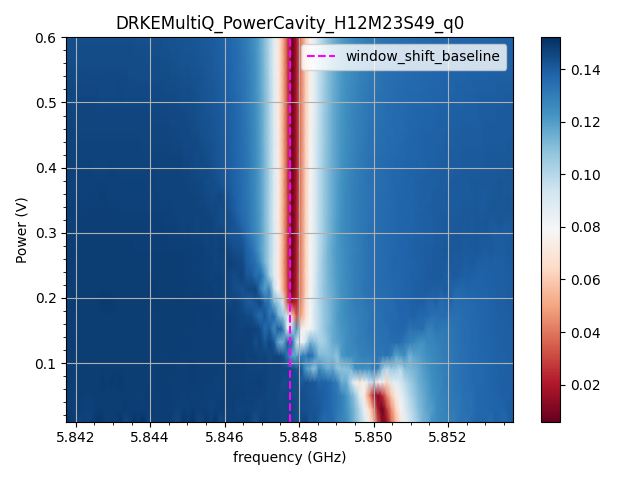 DRKEMultiQ_PowerCavity_H12M23S49_q0
window_shift_baseline
Power (V)
0.6
0.5
0.4
0.3
0.2
0.1
5.842 5.844 5.846 5.848 5.850 5.852
frequency (GHz)
0.14
0.12
0.10
0.08
0.06
0.04
0.02